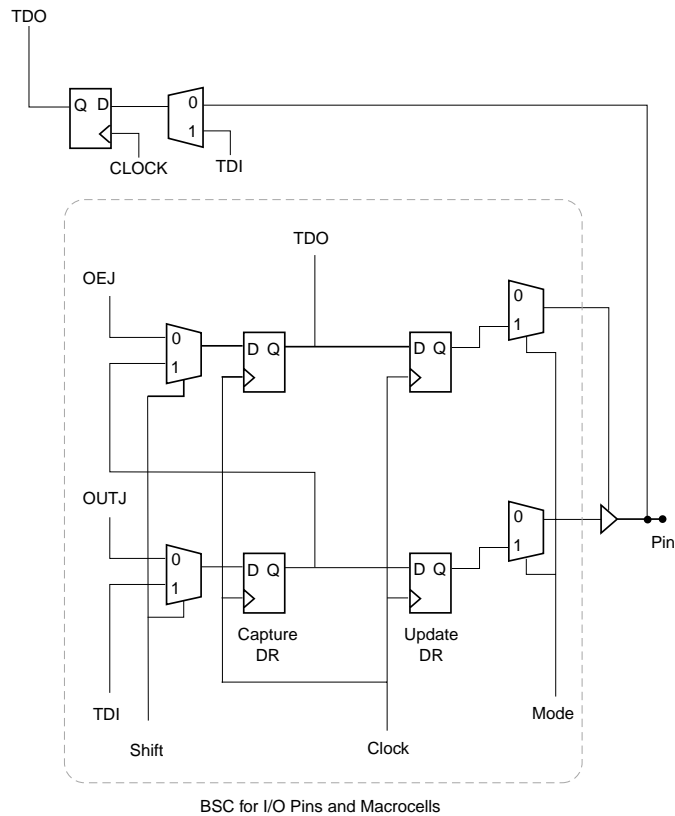 TDO
Q D
0
1
CLOCK
TDI
TDO
OEJ
0
1
D Q
D Q
0
1
OUTJ
0
1
D Q
D Q
0
1
Pin
Capture
DR
Update
DR
TDI
Shift
Clock
Mode
BSC for I/O Pins and Macrocells